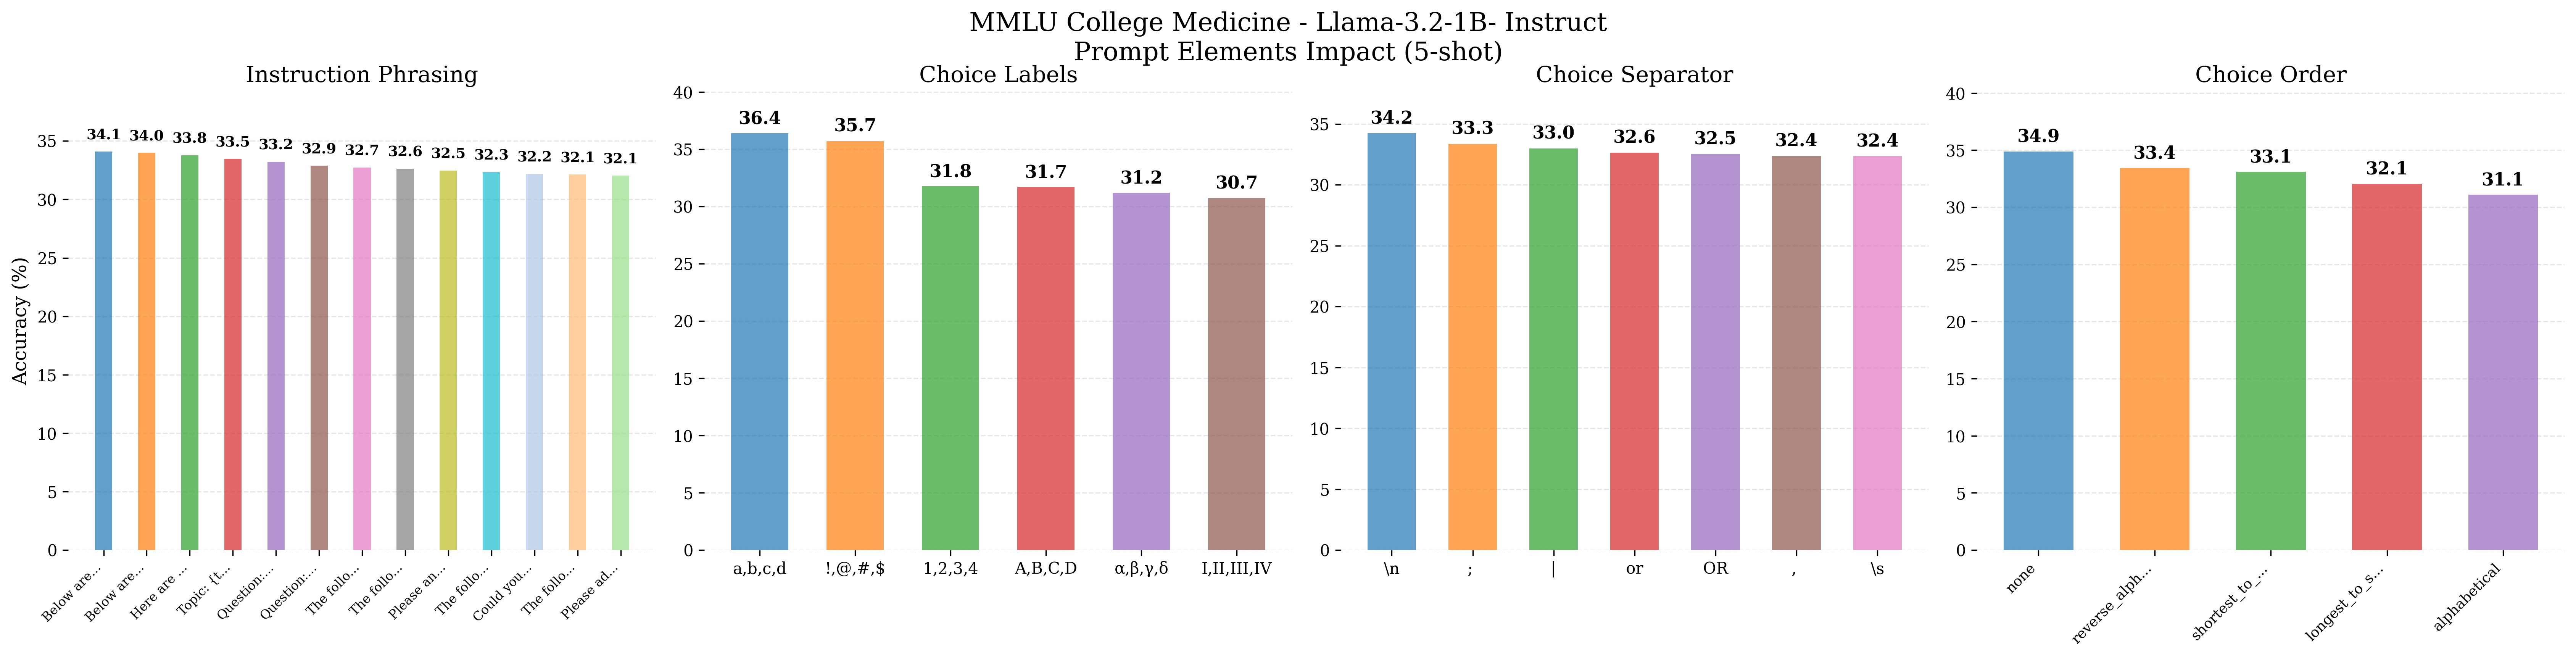 MMLU College Medicine - Llama-3.2-1B- Instruct
Prompt Elements Impact (5-shot)
Instruction Phrasing
Accuracy (%)
35
30
25
20
15
10
5
0
34.1 34.0 33.8 33.5 33.2 32.9 32.7 32.6 32.5 32.3 32.2 32.1 32.1
Below are... Below are... Here are ... Topic: {t... Question:... Question:... The follo... The follo... Please an... The follo... Could you... The follo... Please ad...
Choice Labels
40
35
30
25
20
15
10
5
0
36.4 35.7 31.8 31.7 31.2 30.7
a,b,c,d !,@,#,$ 1,2,3,4 A,B,C,D α,β,γ,δ I,II,III,IV
Choice Separator
35
30
25
20
15
10
5
0
34.2 33.3 33.0 32.6 32.5 32.4 32.4
\n ; | or OR , \s
Choice Order
40
35
30
25
20
15
10
5
0
34.9 33.4 33.1 32.1 31.1
none reverse_alph... shortest_to_... longest_to_s... alphabetical